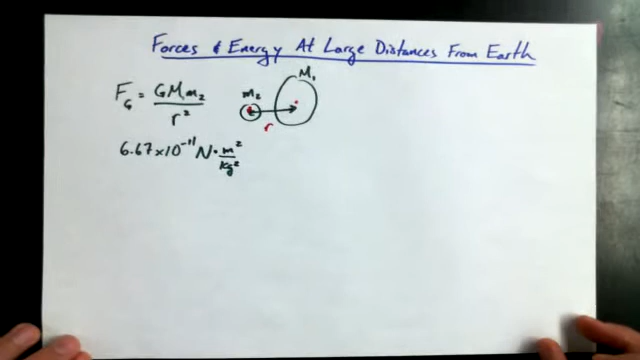 Forces & Energy At Large Distances From Earth
F_G = GM₁m₂ / r²
m₂
M₁
r
6.67×10⁻¹¹ N·m²/kg²